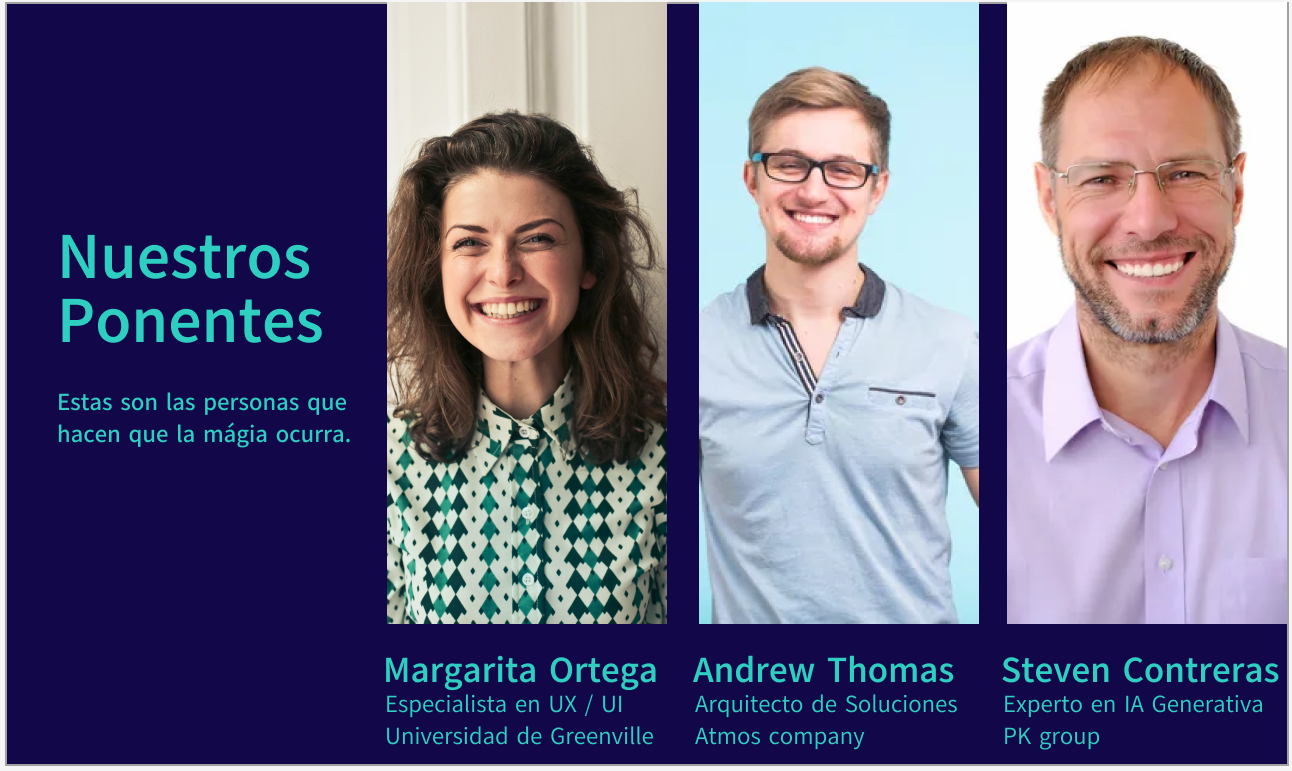 Nuestros
Ponentes
Estas son las personas que
hacen que la mágia ocurra.
Margarita Ortega
Especialista en UX / UI
Universidad de Greenville
Andrew Thomas
Arquitecto de Soluciones
Atmos company
Steven Contreras
Experto en IA Generativa
PK group